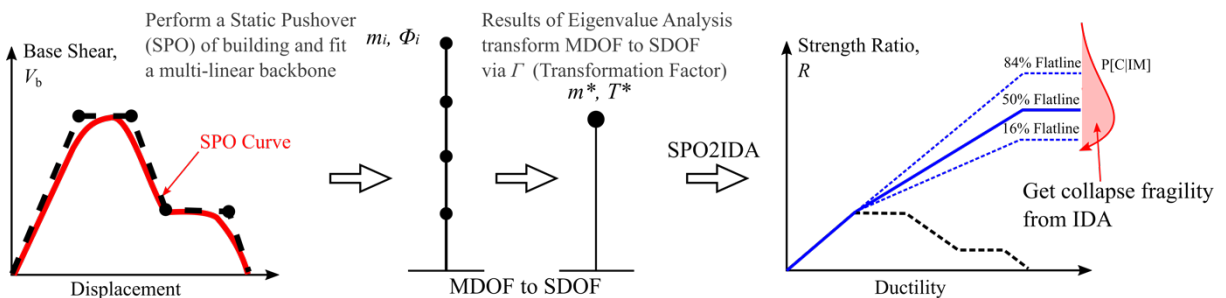 Base Shear,
V_b
Perform a Static Pushover
(SPO) of building and fit
a multi-linear backbone
SPO Curve
Displacement
m_i, Φ_i
Results of Eigenvalue Analysis
transform MDOF to SDOF
via Γ (Transformation Factor)
m*, T*
MDOF to SDOF
SPO2IDA
Strength Ratio,
R
84% Flatline
50% Flatline
16% Flatline
P[C|IM]
Get collapse fragility
from IDA
Ductility